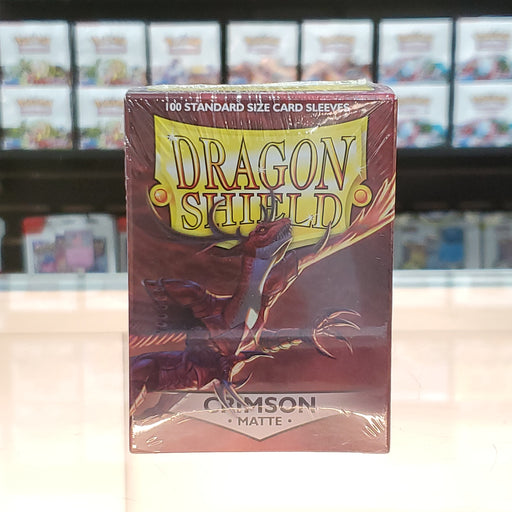 100 STANDARD SIZE CARD SLEEVES
DRAGON
SHIELD
CRIMSON
• MATTE •